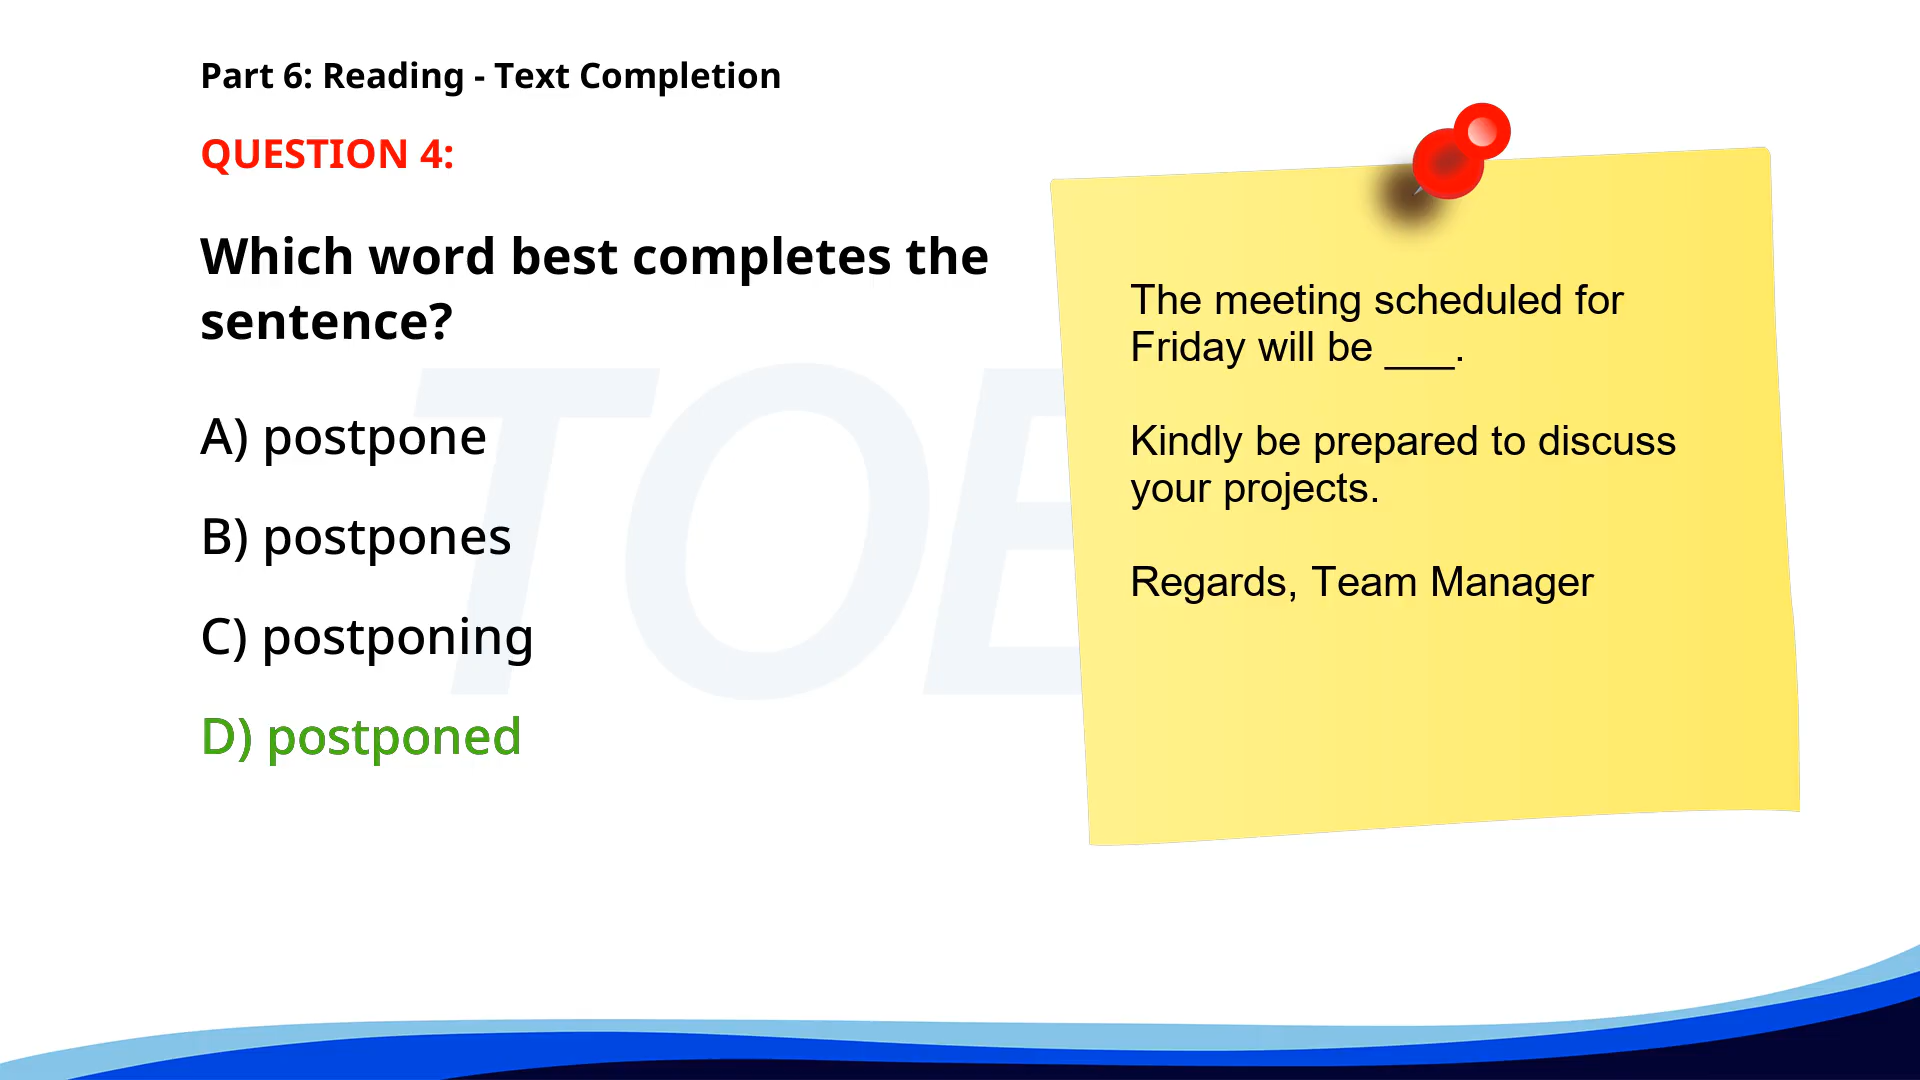 Part 6: Reading - Text Completion
QUESTION 4:
Which word best completes the
sentence?
A) postpone
B) postpones
C) postponing
D) postponed
The meeting scheduled for
Friday will be ___.
Kindly be prepared to discuss
your projects.
Regards, Team Manager